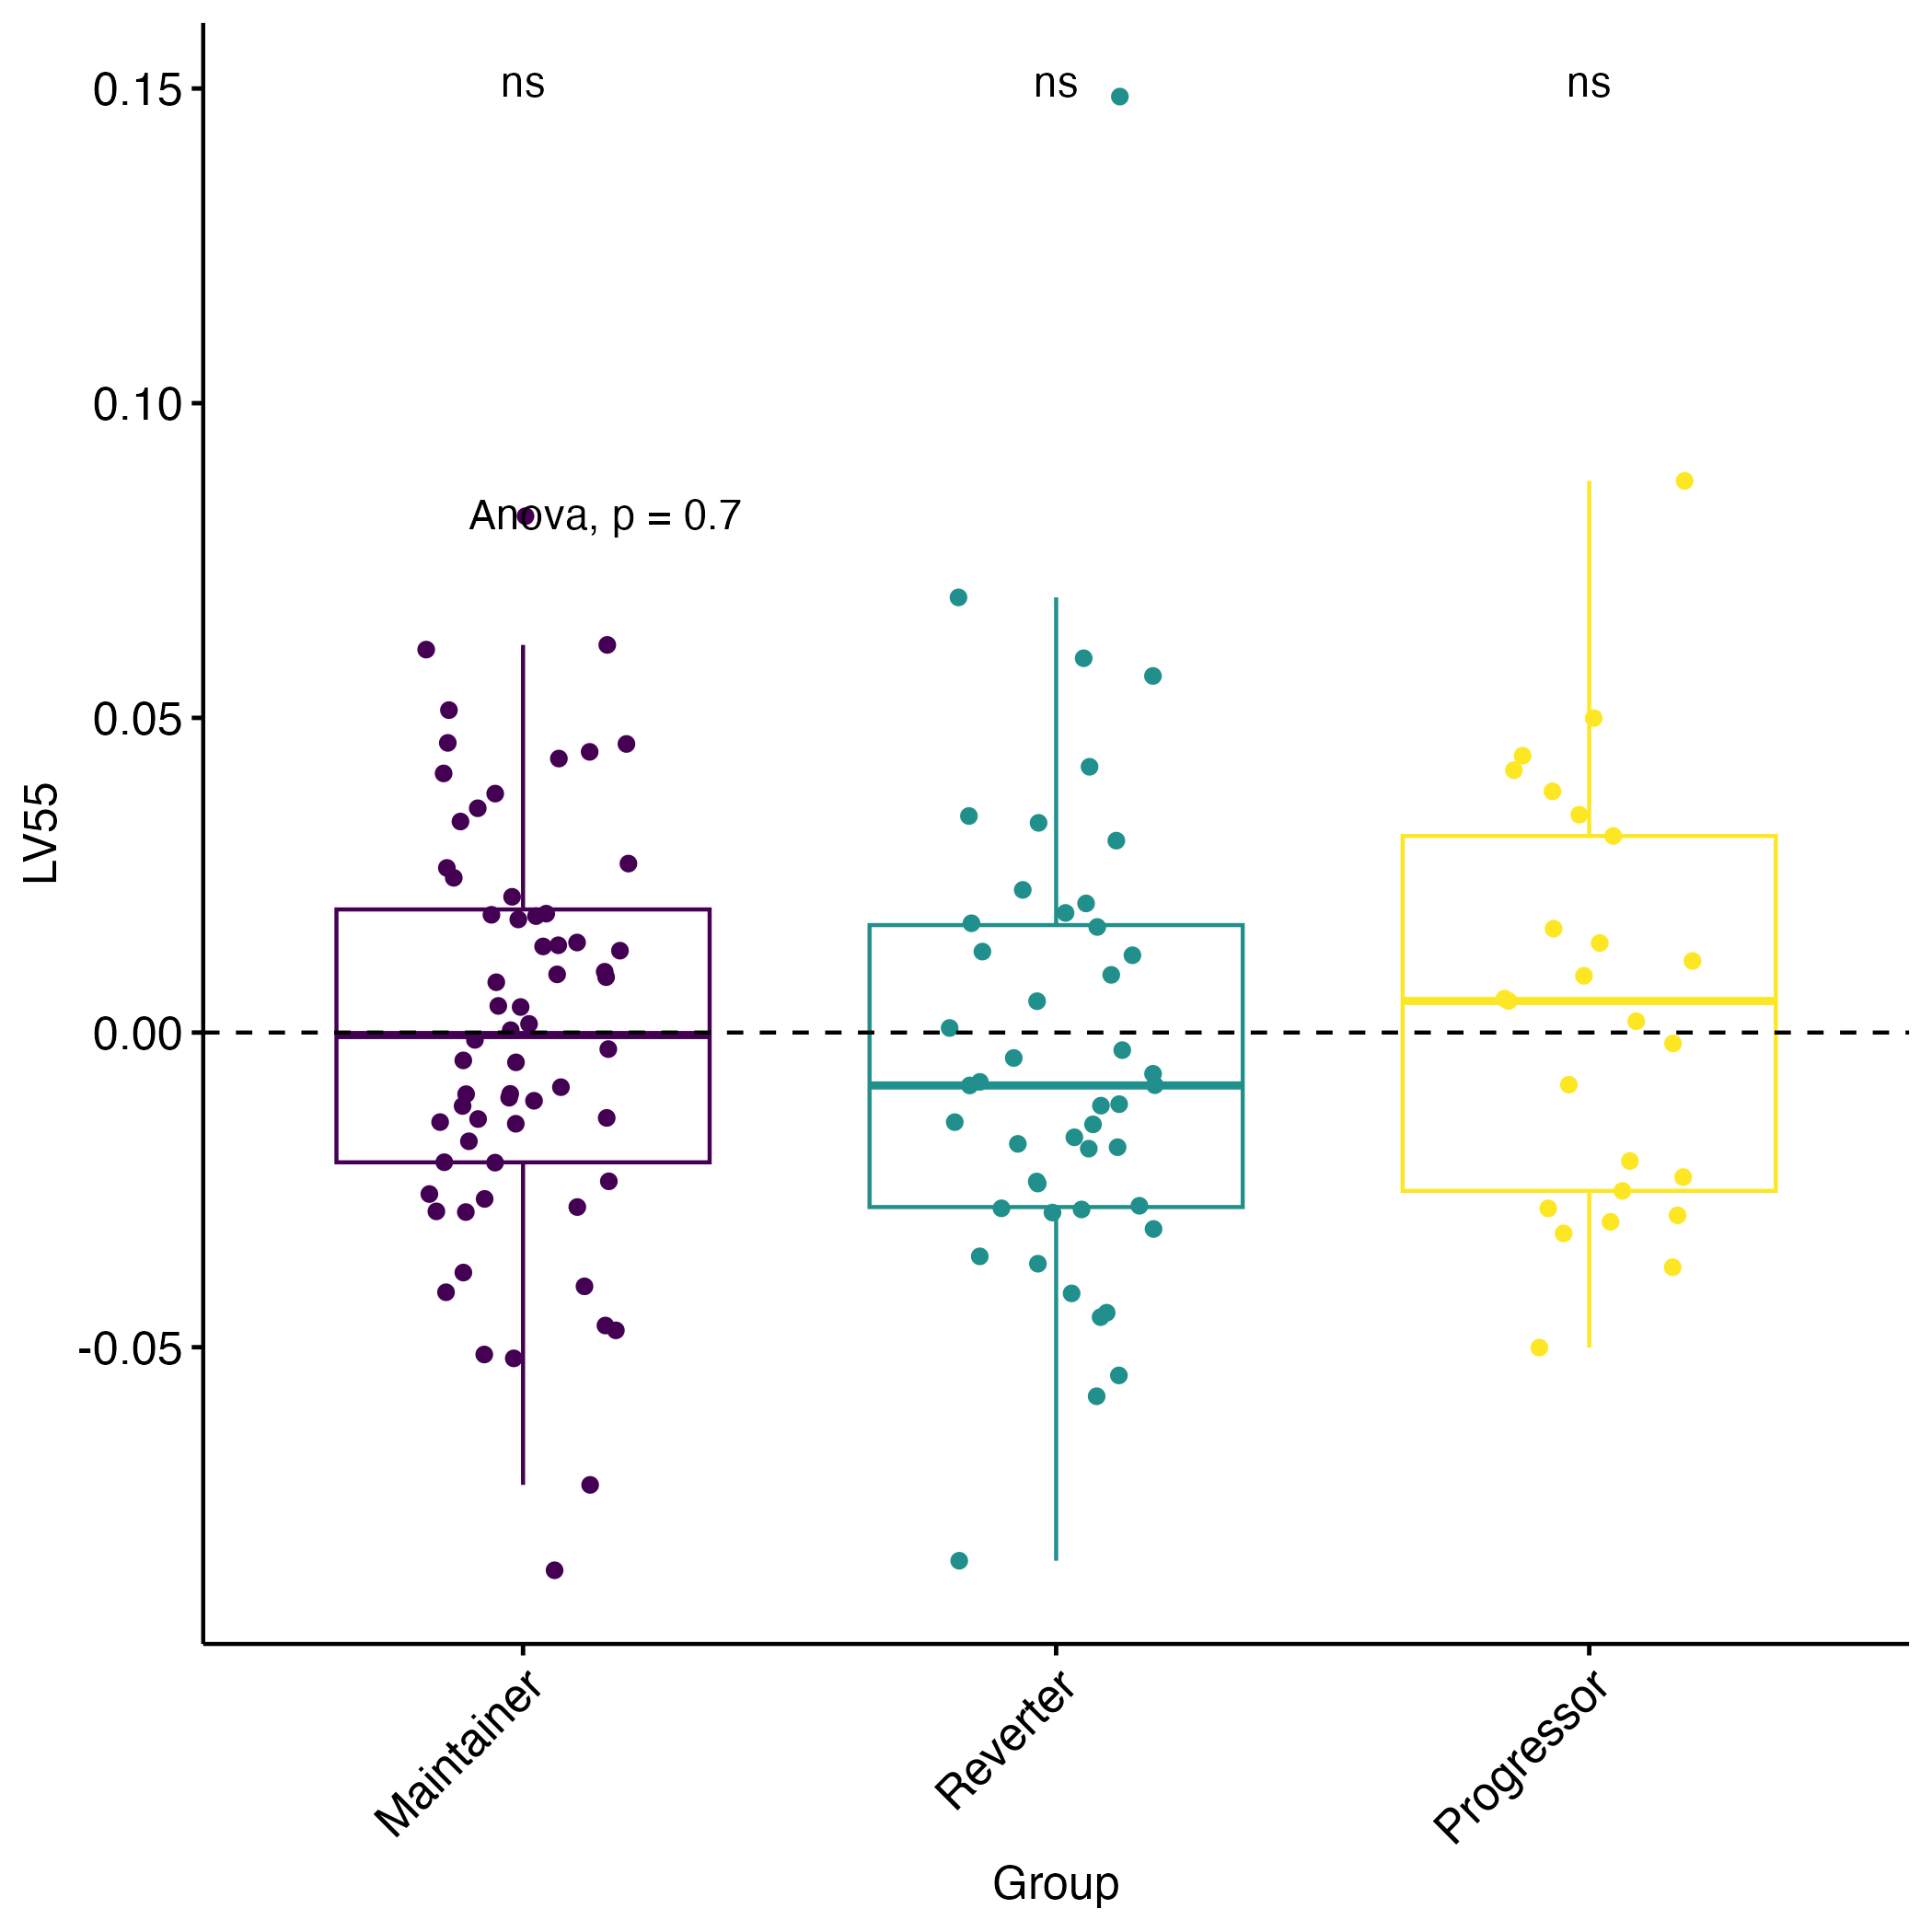 ns ns ns
0.15
0.10
Anova, p = 0.7
0.05
LV55
0.00
-0.05
Maintainer Reverter Progressor
Group